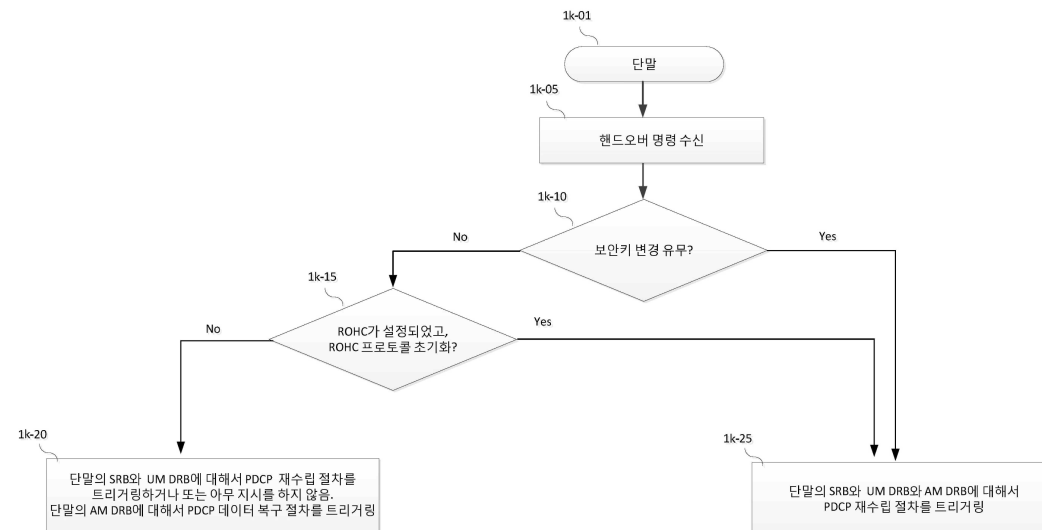 1k-01
단말
1k-05
핸드오버 명령 수신
1k-10
보안키 변경 유무?
No
Yes
1k-15
ROHC가 설정되었고,
ROHC 프로토콜 초기화?
No
Yes
1k-20
단말의 SRB와 UM DRB에 대해서 PDCP 재수립 절차를
트리거링하거나 또는 아무 지시를 하지 않음.
단말의 AM DRB에 대해서 PDCP 데이터 복구 절차를 트리거링
1k-25
단말의 SRB와 UM DRB와 AM DRB에 대해서
PDCP 재수립 절차를 트리거링